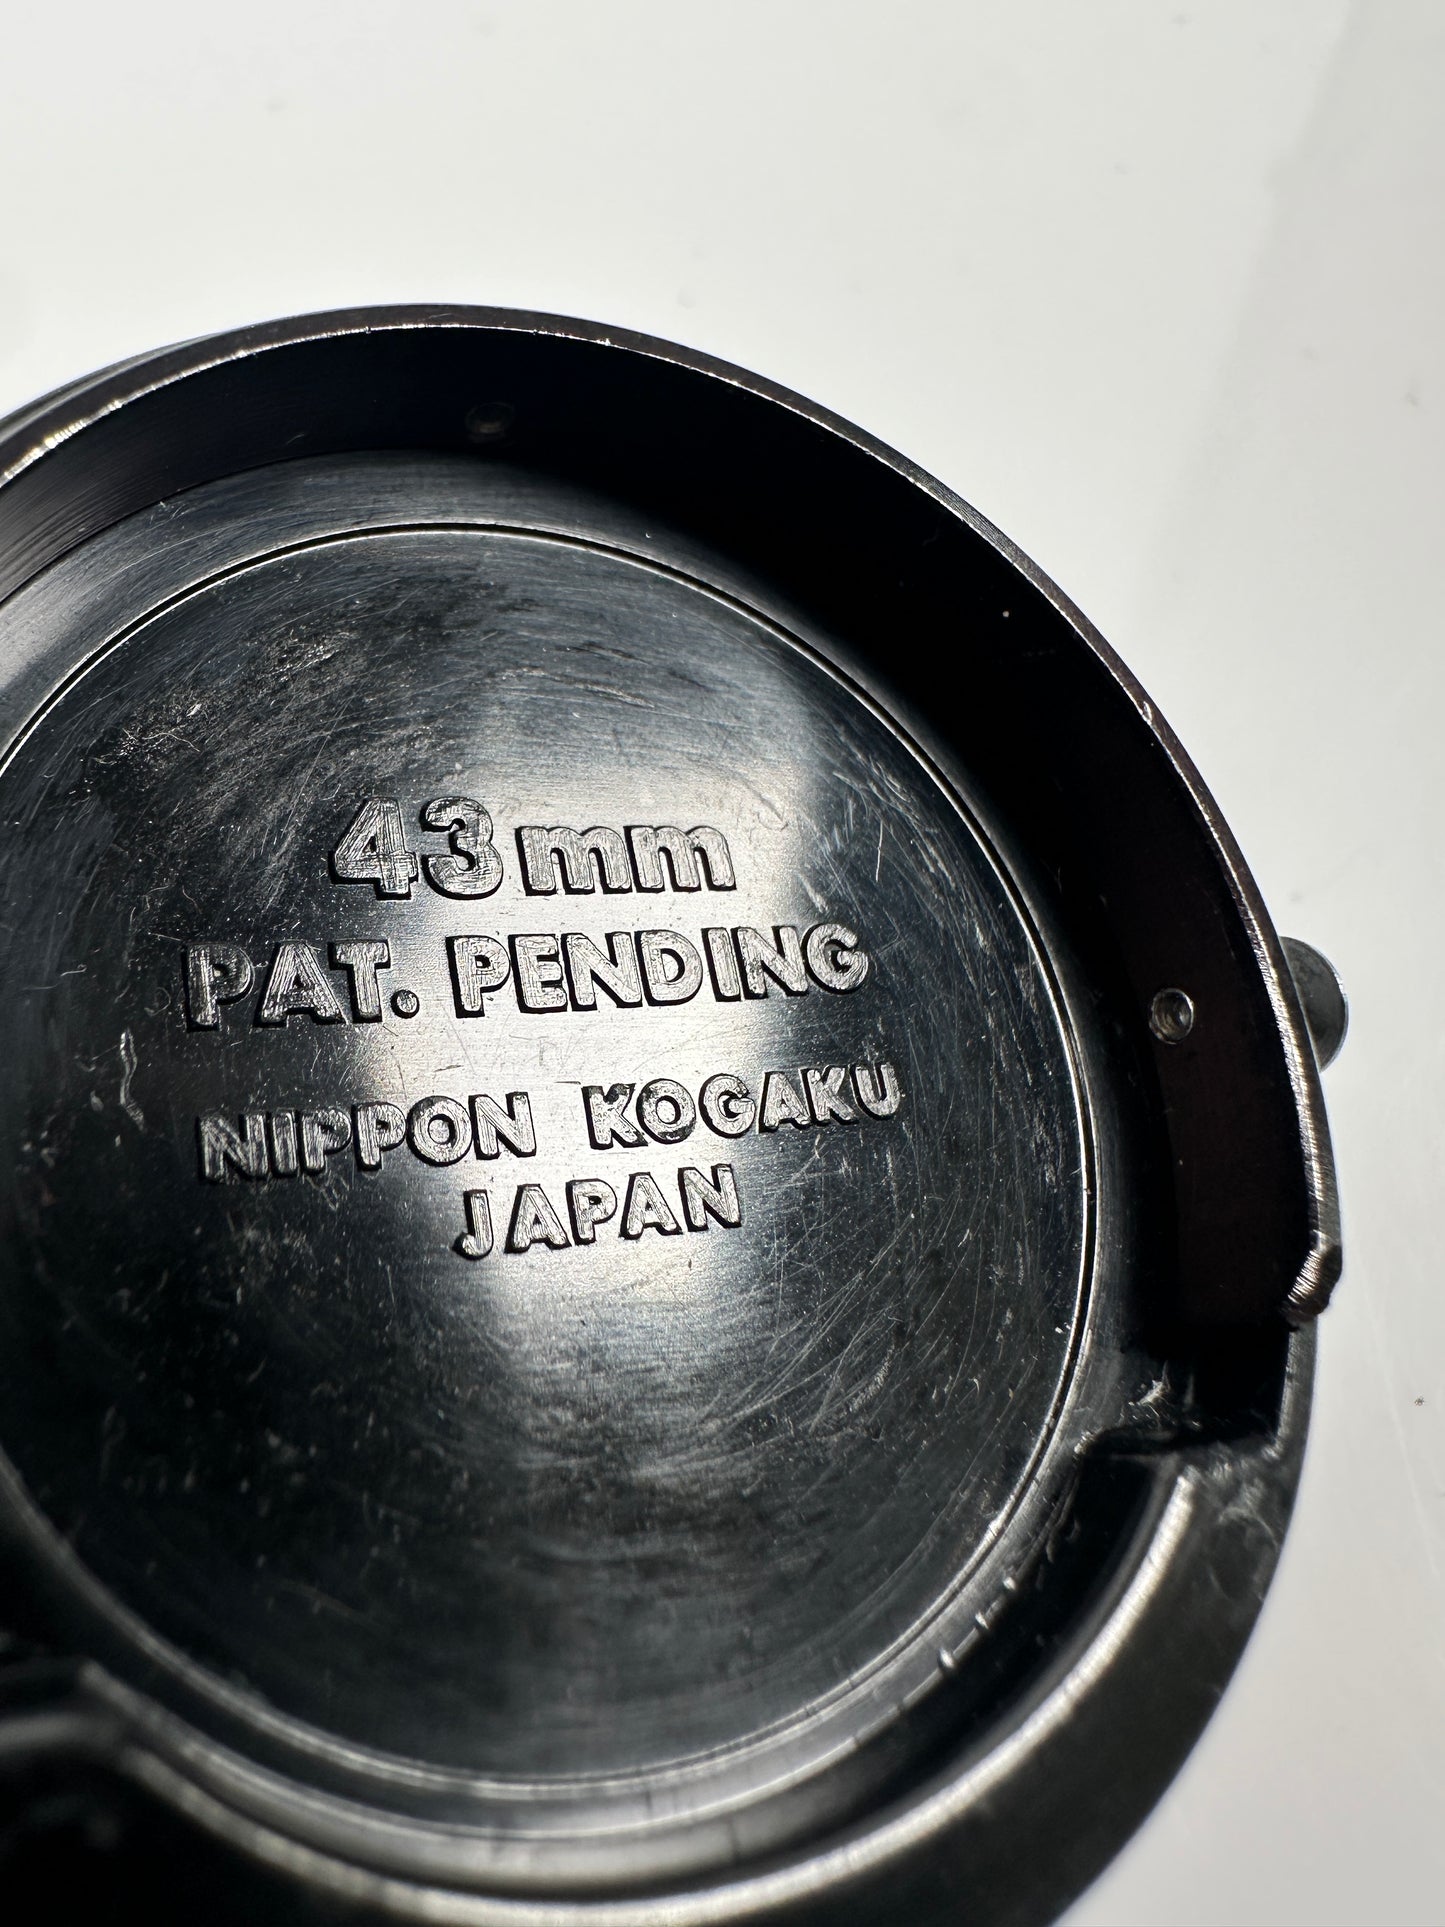 43mm
PAT. PENDING
NIPPON KOGAKU
JAPAN